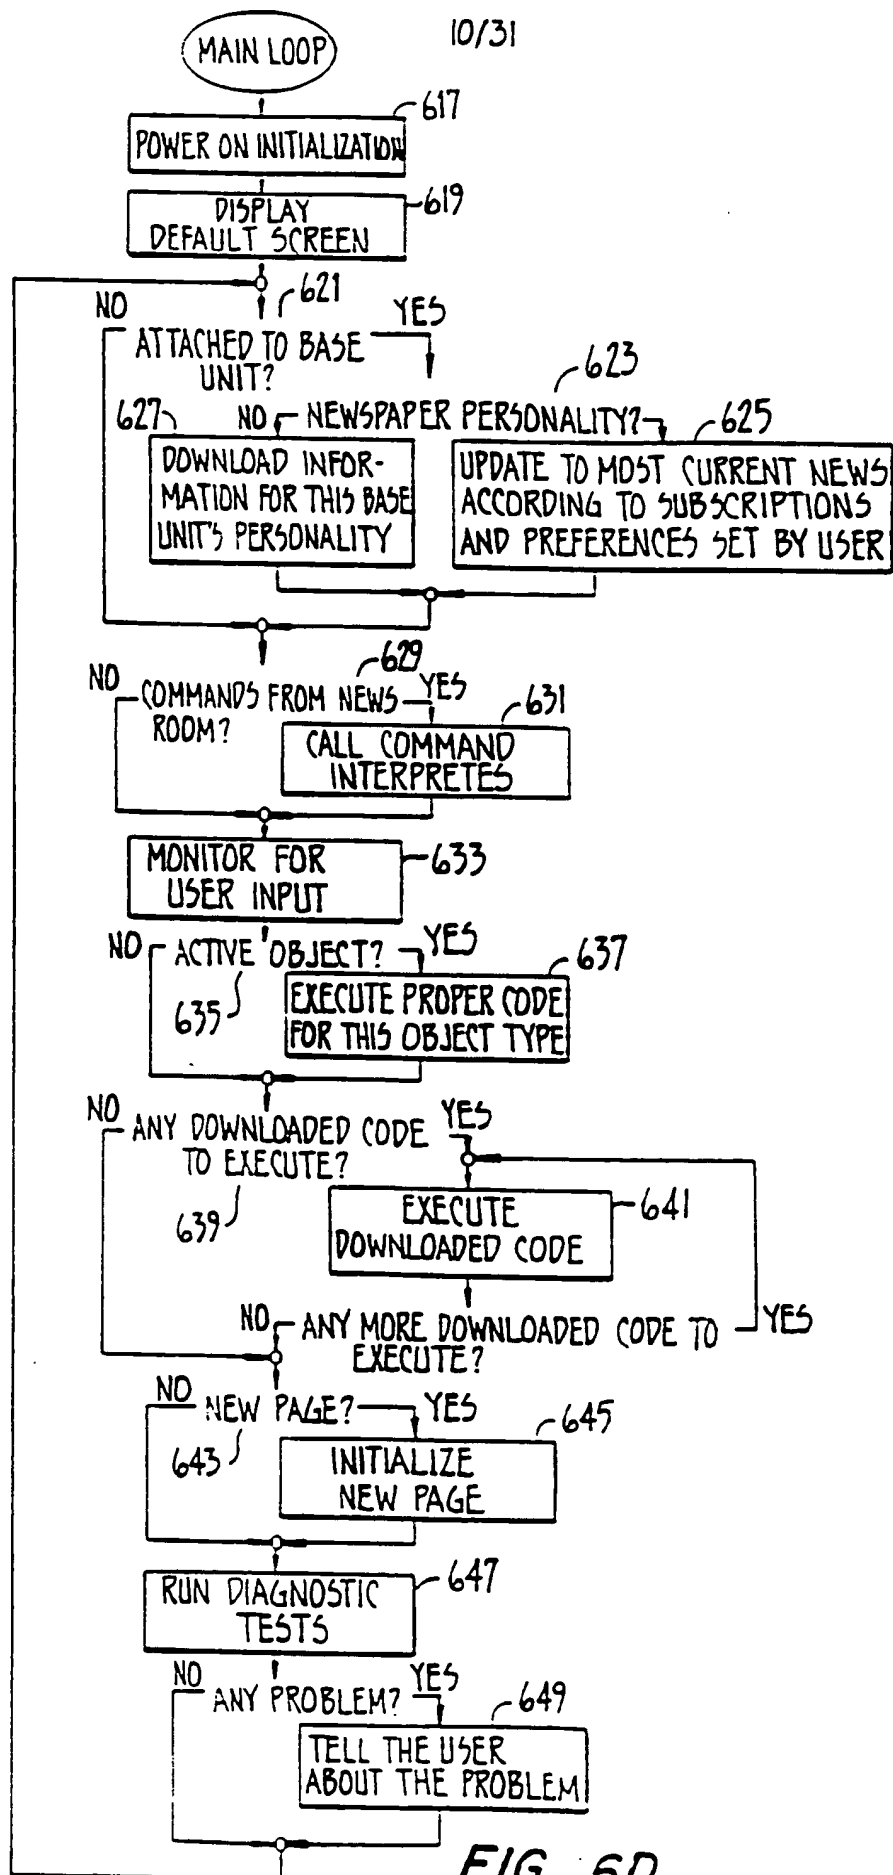 MAIN LOOP
10/31
617
POWER ON INITIALIZATION
619
DISPLAY
DEFAULT SCREEN
621
NO
YES
ATTACHED TO BASE
UNIT?
623
627
NO
NEWSPAPER PERSONALITY?
625
DOWNLOAD INFOR-
MATION FOR THIS BASE
UNIT'S PERSONALITY
UPDATE TO MOST CURRENT NEWS
ACCORDING TO SUBSCRIPTIONS
AND PREFERENCES SET BY USER
629
NO
COMMANDS FROM NEWS
ROOM?
YES
631
CALL COMMAND
INTERPRETES
MONITOR FOR
USER INPUT
633
NO
ACTIVE OBJECT?
YES
635
637
EXECUTE PROPER CODE
FOR THIS OBJECT TYPE
NO
ANY DOWNLOADED CODE
TO EXECUTE?
YES
639
EXECUTE
DOWNLOADED CODE
641
NO
ANY MORE DOWNLOADED CODE TO
EXECUTE?
YES
NO
NEW PAGE?
YES
643
645
INITIALIZE
NEW PAGE
RUN DIAGNOSTIC
TESTS
647
NO
ANY PROBLEM?
YES
649
TELL THE USER
ABOUT THE PROBLEM
FIG. 6D